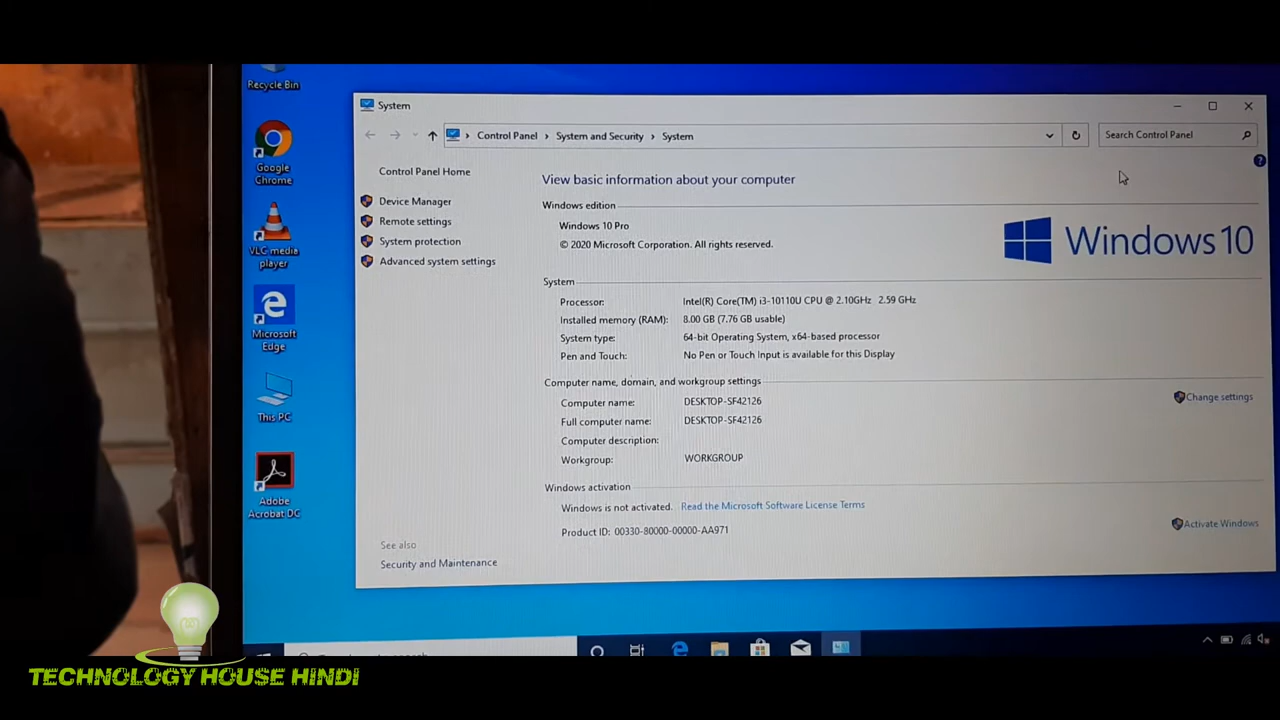 Recycle Bin
Google
Chrome
VLC media
player
Microsoft
Edge
This PC
Adobe
Acrobat DC
System
Control Panel › System and Security › System
Search Control Panel
Control Panel Home
Device Manager
Remote settings
System protection
Advanced system settings
See also
Security and Maintenance
View basic information about your computer
Windows edition
Windows 10 Pro
© 2020 Microsoft Corporation. All rights reserved.
Windows 10
System
Processor: Intel(R) Core(TM) i3-10110U CPU @ 2.10GHz 2.59 GHz
Installed memory (RAM): 8.00 GB (7.76 GB usable)
System type: 64-bit Operating System, x64-based processor
Pen and Touch: No Pen or Touch Input is available for this Display
Computer name, domain, and workgroup settings
Computer name: DESKTOP-SF42126
Change settings
Full computer name: DESKTOP-SF42126
Computer description:
Workgroup: WORKGROUP
Windows activation
Windows is not activated. Read the Microsoft Software License Terms
Product ID: 00330-80000-00000-AA971
Activate Windows
TECHNOLOGY HOUSE HINDI